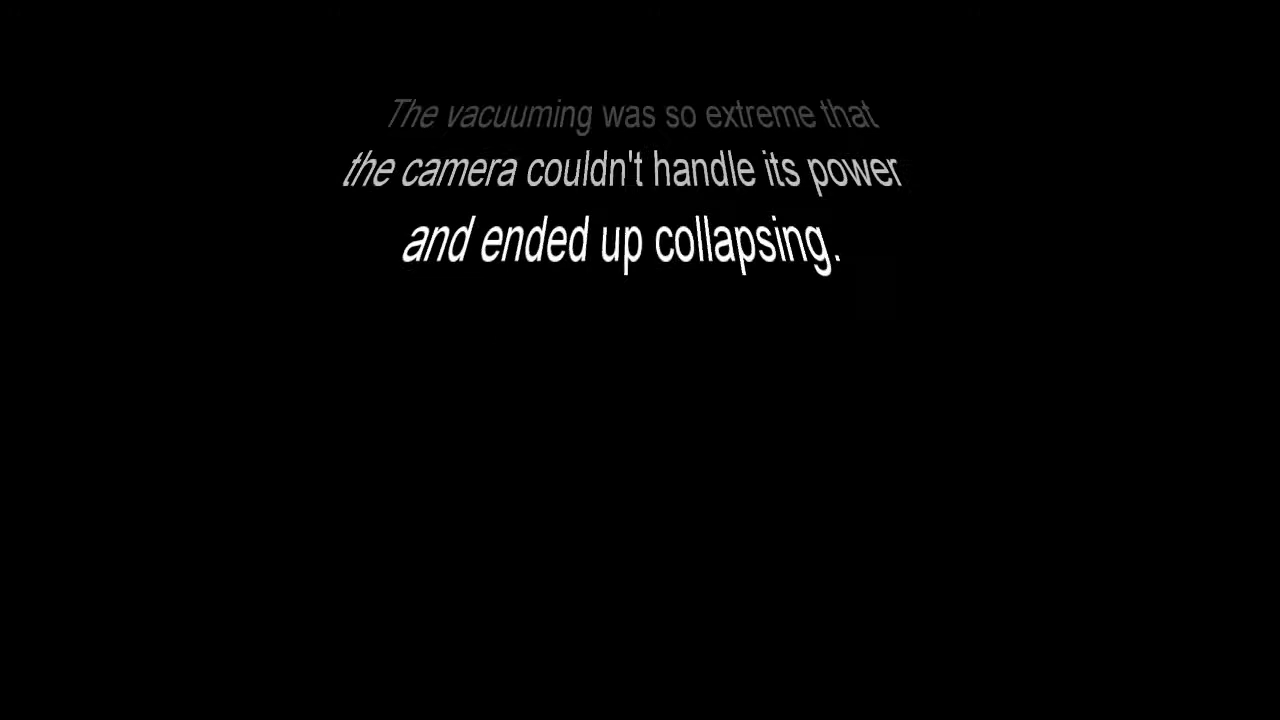 The vacuuming was so extreme that
the camera couldn't handle its power
and ended up collapsing.